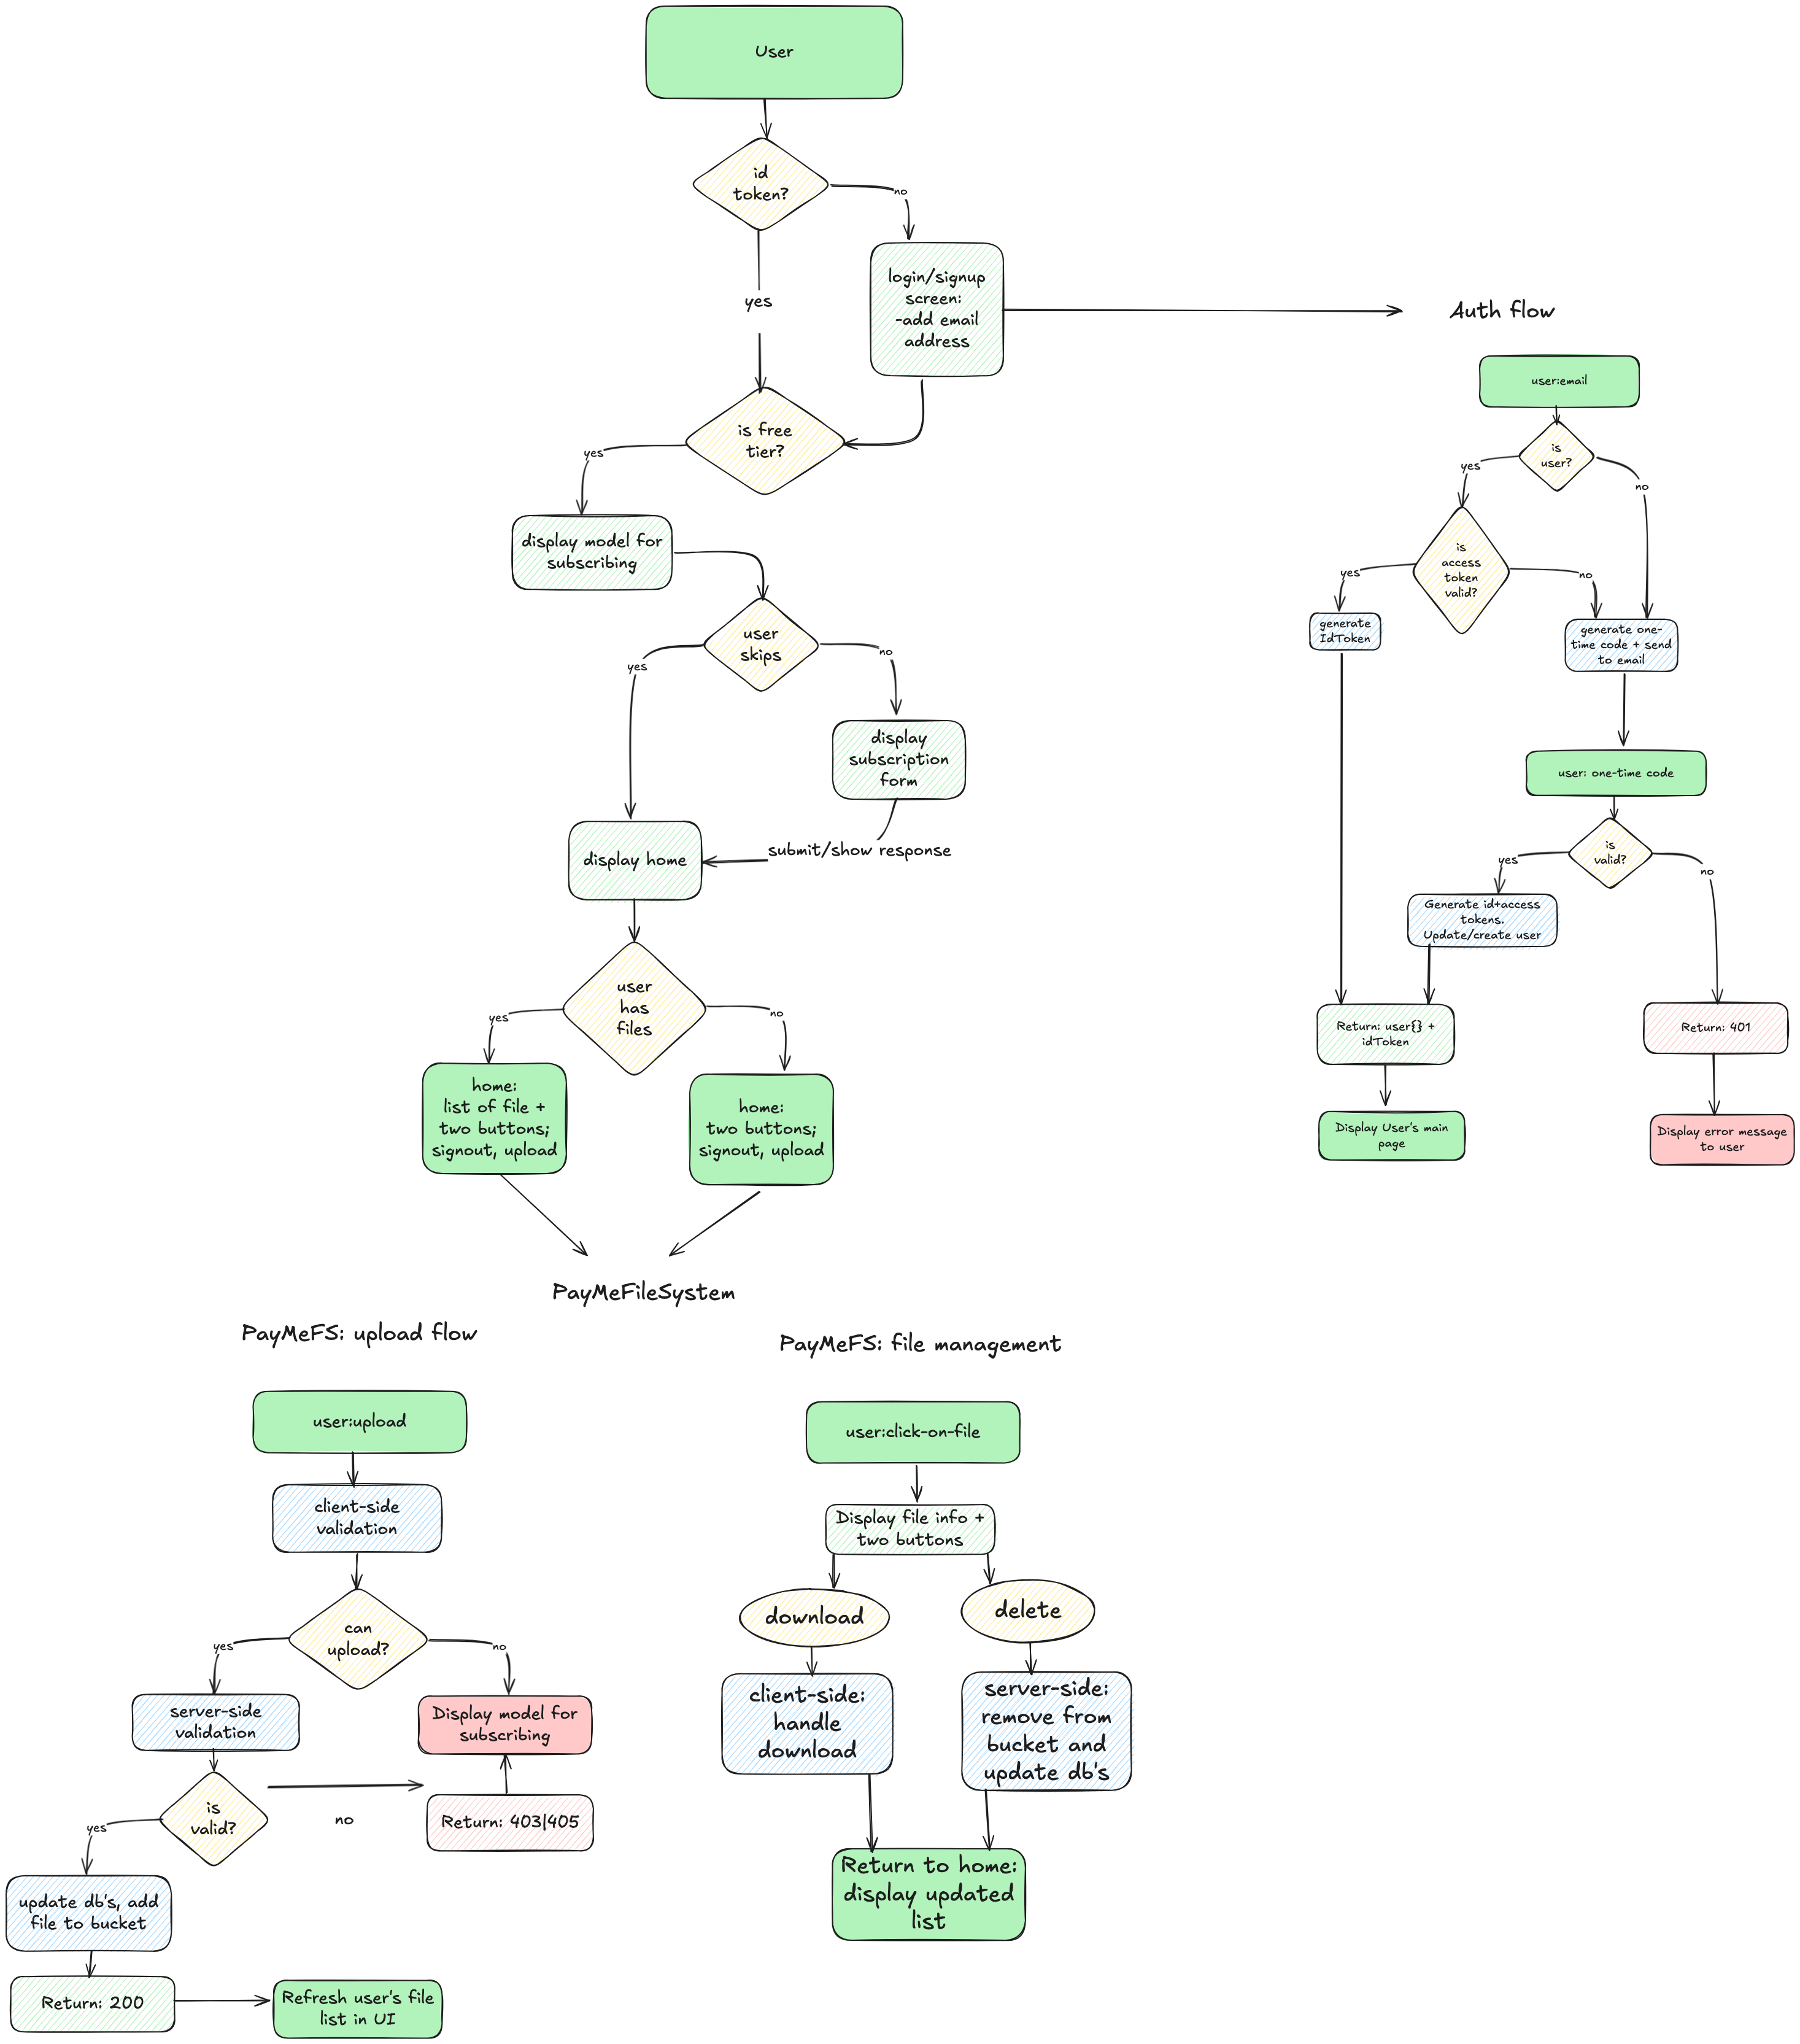 User
id
token?
no
login/signup
screen:
-add email
address
yes
is free
tier?
yes
display model for
subscribing
user
skips
yes
no
display
subscription
form
submit/show response
display home
user
has
files
yes
no
home:
list of file +
two buttons;
signout, upload
home:
two buttons;
signout, upload
Auth flow
user:email
is
user?
yes
no
is
access
token
valid?
yes
no
generate
IdToken
generate one-
time code + send
to email
user: one-time code
is
valid?
yes
no
Generate id+access
tokens.
Update/create user
Return: user{} +
idToken
Return: 401
Display User's main
page
Display error message
to user
PayMeFileSystem
PayMeFS: upload flow
user:upload
client-side
validation
can
upload?
yes
no
server-side
validation
Display model for
subscribing
is
valid?
no
Return: 403|405
yes
update db's, add
file to bucket
Return: 200
Refresh user's file
list in UI
PayMeFS: file management
user:click-on-file
Display file info +
two buttons
download
delete
client-side:
handle
download
server-side:
remove from
bucket and
update db's
Return to home:
display updated
list